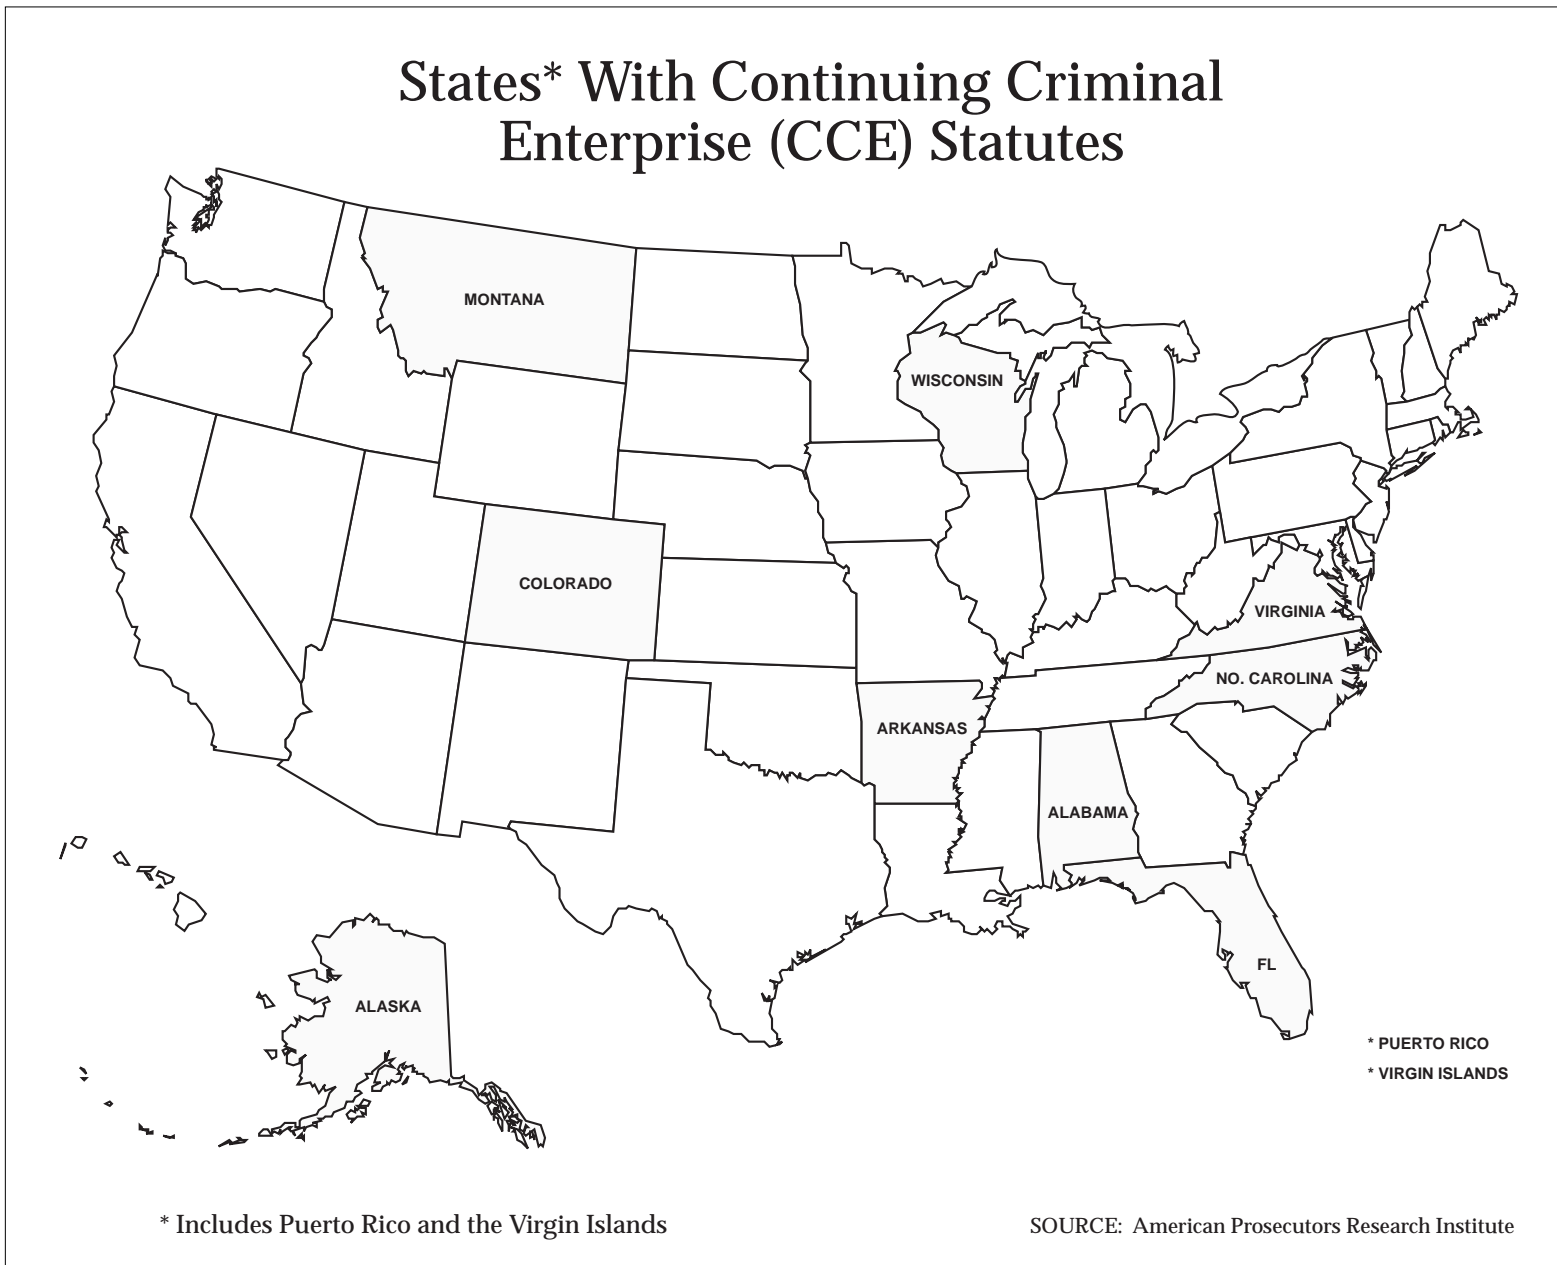 States* With Continuing Criminal
Enterprise (CCE) Statutes
MONTANA
WISCONSIN
COLORADO
VIRGINIA
NO. CAROLINA
ARKANSAS
ALABAMA
FL
ALASKA
* PUERTO RICO
* VIRGIN ISLANDS
* Includes Puerto Rico and the Virgin Islands
SOURCE: American Prosecutors Research Institute